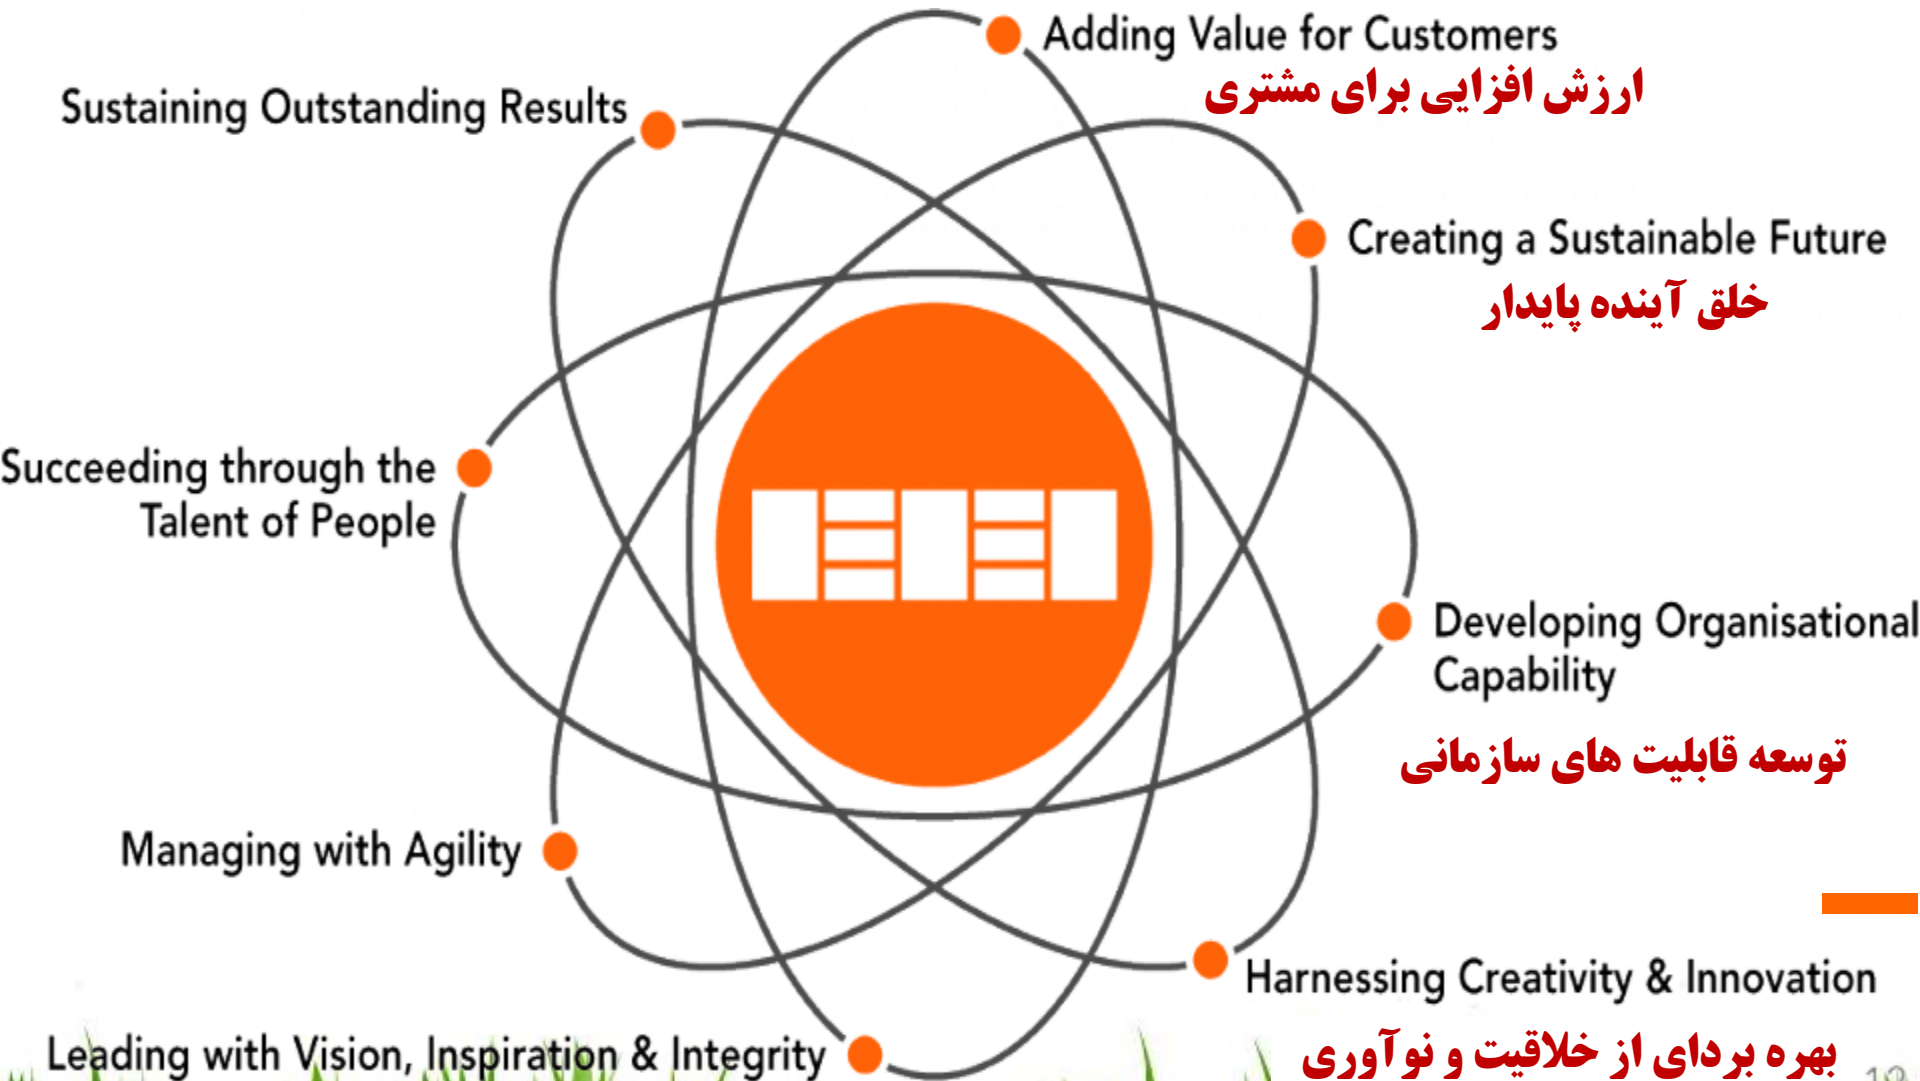 Adding Value for Customers
ارزش افزایی برای مشتری
Sustaining Outstanding Results
Creating a Sustainable Future
خلق آینده پایدار
Succeeding through the
Talent of People
Developing Organisational
Capability
توسعه قابلیت های سازمانی
Managing with Agility
Harnessing Creativity & Innovation
بهره بردای از خلاقیت و نوآوری
Leading with Vision, Inspiration & Integrity